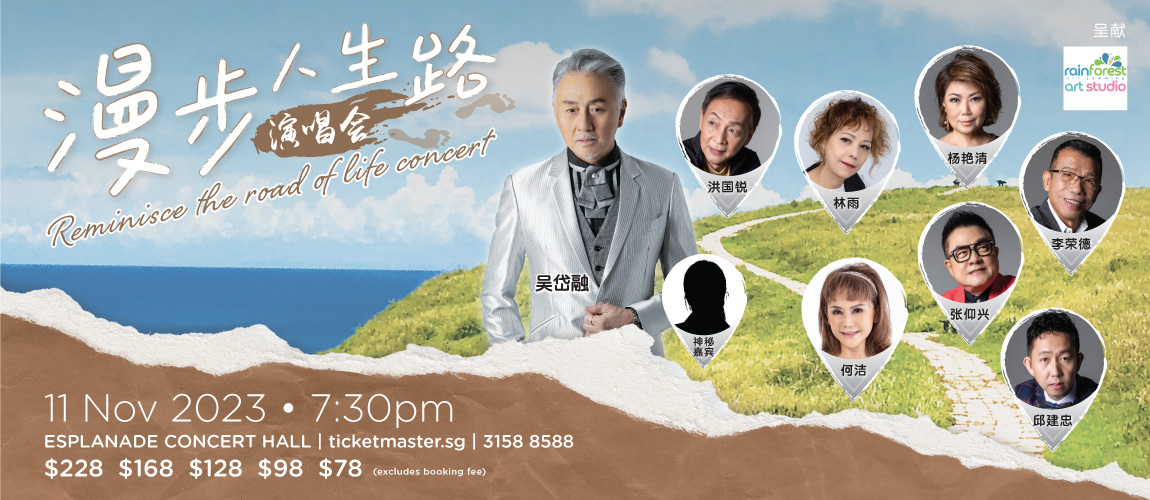 漫步人生路
演唱会
Reminisce the road of life concert
呈献
rainforest
art studio
吴岱融
洪国锐
林雨
杨艳清
李荣德
张仰兴
神秘
嘉宾
何洁
邱建忠
11 Nov 2023 • 7:30pm
ESPLANADE CONCERT HALL | ticketmaster.sg | 3158 8588
$228 $168 $128 $98 $78 (excludes booking fee)